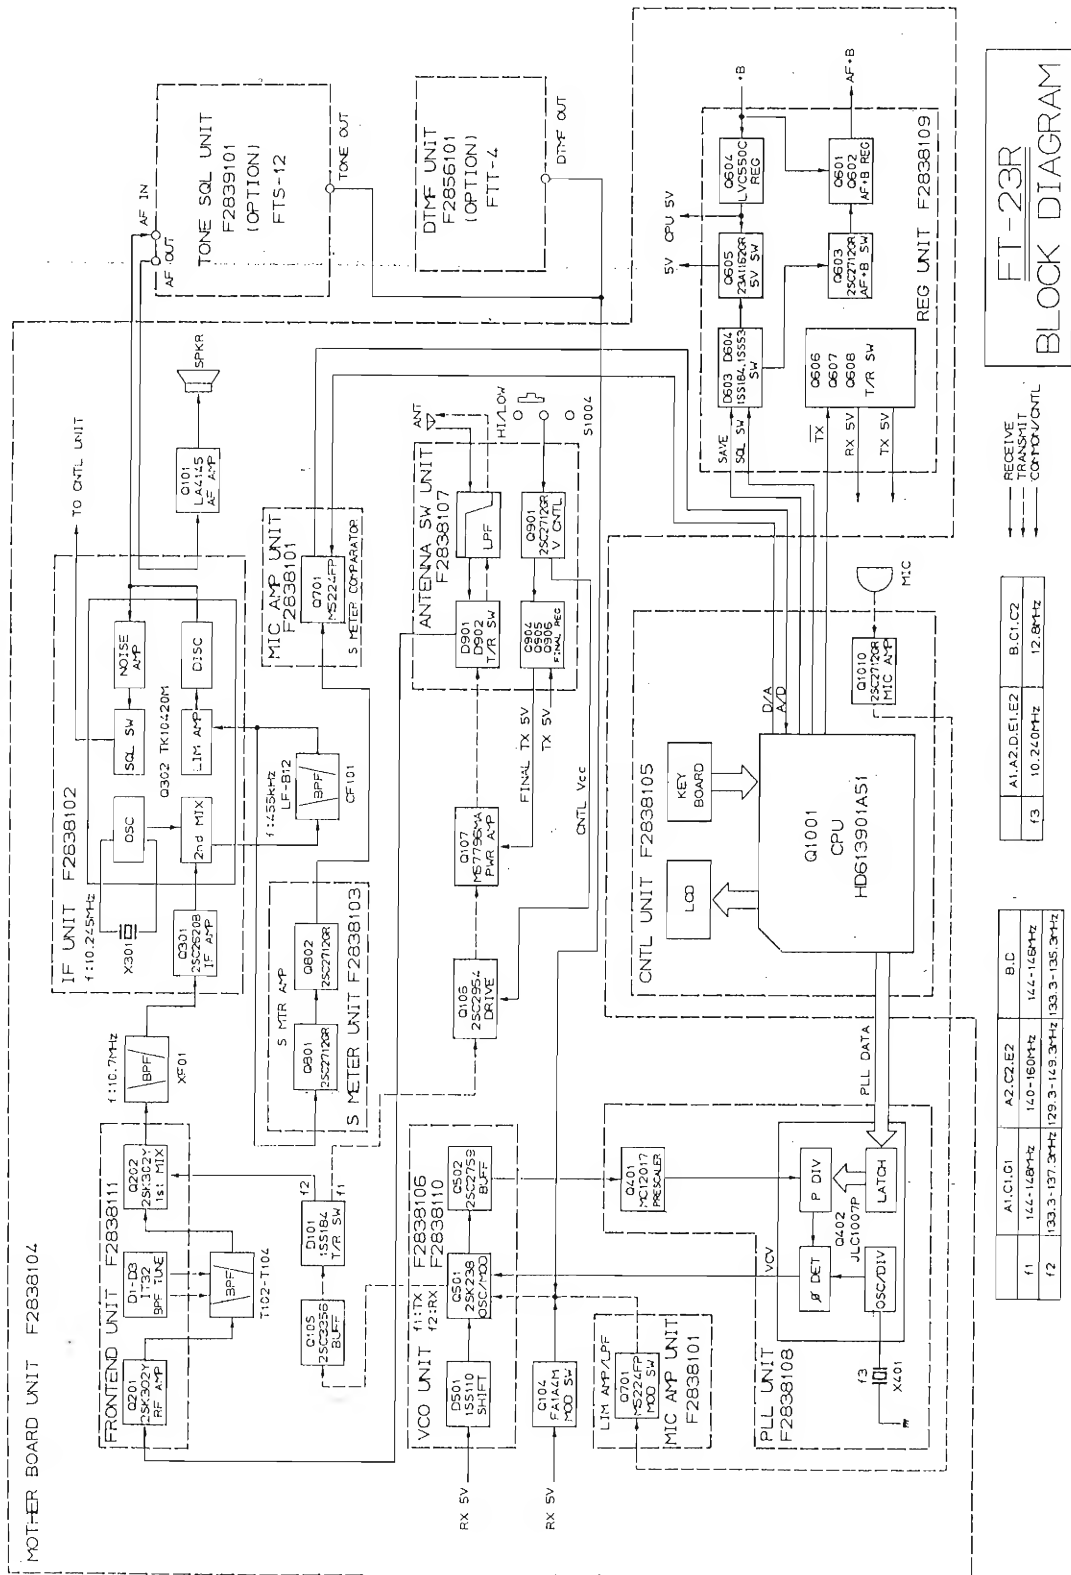 MOTHER BOARD UNIT F2838104
FRONTEND UNIT F2838111
Q201
2SK302Y
RF AMP
D1-D3
1T32
BPF TUNE
Q202
2SK302Y
1st MIX
BPF
T102-T104
f:10.7MHz
BPF
XF01
IF UNIT F2838102
f:10.245MHz
X301
Q301
2SC2620B
IF AMP
OSC
2nd MIX
SQL SW
NOISE
AMP
Q302 TK10420M
LIM AMP
DISC
TO CNTL UNIT
Q101
LA4145
AF AMP
SPKR
AF IN
AF OUT
TONE SQL UNIT
F2839101
(OPTION)
FTS-12
TONE OUT
DTMF UNIT
F2856101
(OPTION)
FTT-4
DTMF OUT
f:455kHz
LF-B12
BPF
CF101
S MTR AMP
Q801
2SC2712GR
Q802
2SC2712GR
S METER UNIT F2838103
MIC AMP UNIT
F2838101
Q701
M5224FP
S METER COMPARATOR
Q105
2SC3356
BUFF
D101
1SS184
T/R SW
f2
f1
Q106
2SC2954
DRIVE
Q107
M57796MA
PWR AMP
ANTENNA SW UNIT
F2838107
D901
D902
T/R SW
LPF
ANT
Q904
Q905
Q906
FINAL REG
Q901
2SC2712GR
V CNTL
HI/LOW
S1004
FINAL TX 5V
TX 5V
CNTL Vcc
VCO UNIT f1:TX F2838106
f2:RX F2838110
D501
1SS110
SHIFT
Q501
2SK238
OSC/MOD
Q502
2SC2759
BUFF
RX 5V
RX 5V
Q104
FA1A4M
MOD SW
LIM AMP/LPF
Q701
M5224FP
MOD SW
MIC AMP UNIT
F2838101
VCV
PLL UNIT
F2838108
Q401
MC12017
PRESCALER
P DIV
Ø DET
Q402
JLC1007P
LATCH
OSC/DIV
f3
X401
PLL DATA
CNTL UNIT F2838105
LCD
KEY
BOARD
Q1001
CPU
HD613901A51
D/A
A/D
Q1010
2SC2712GR
MIC AMP
MIC
SAVE
SQL SW
TX
RX 5V
TX 5V
D603 D604
1SS184,1SS53
SW
Q605
2SA1162GR
5V SW
Q604
LVC550C
REG
5V
CPU 5V
+B
Q606
Q607
Q608
T/R SW
Q603
2SC2712GR
AF+B SW
Q601
Q602
AF+B REG
AF+B
REG UNIT F2838109
RECEIVE
TRANSMIT
COMMON/CNTL
A1.C1.G1 A2.C2.E2 B.D
f1 144-148MHz 140-160MHz 144-146MHz
f2 133.3-137.3MHz 129.3-149.3MHz 133.3-135.3MHz
A1.A2.D.E1.E2 B.C1.C2
f3 10.240MHz 12.8MHz
FT-23R
BLOCK DIAGRAM